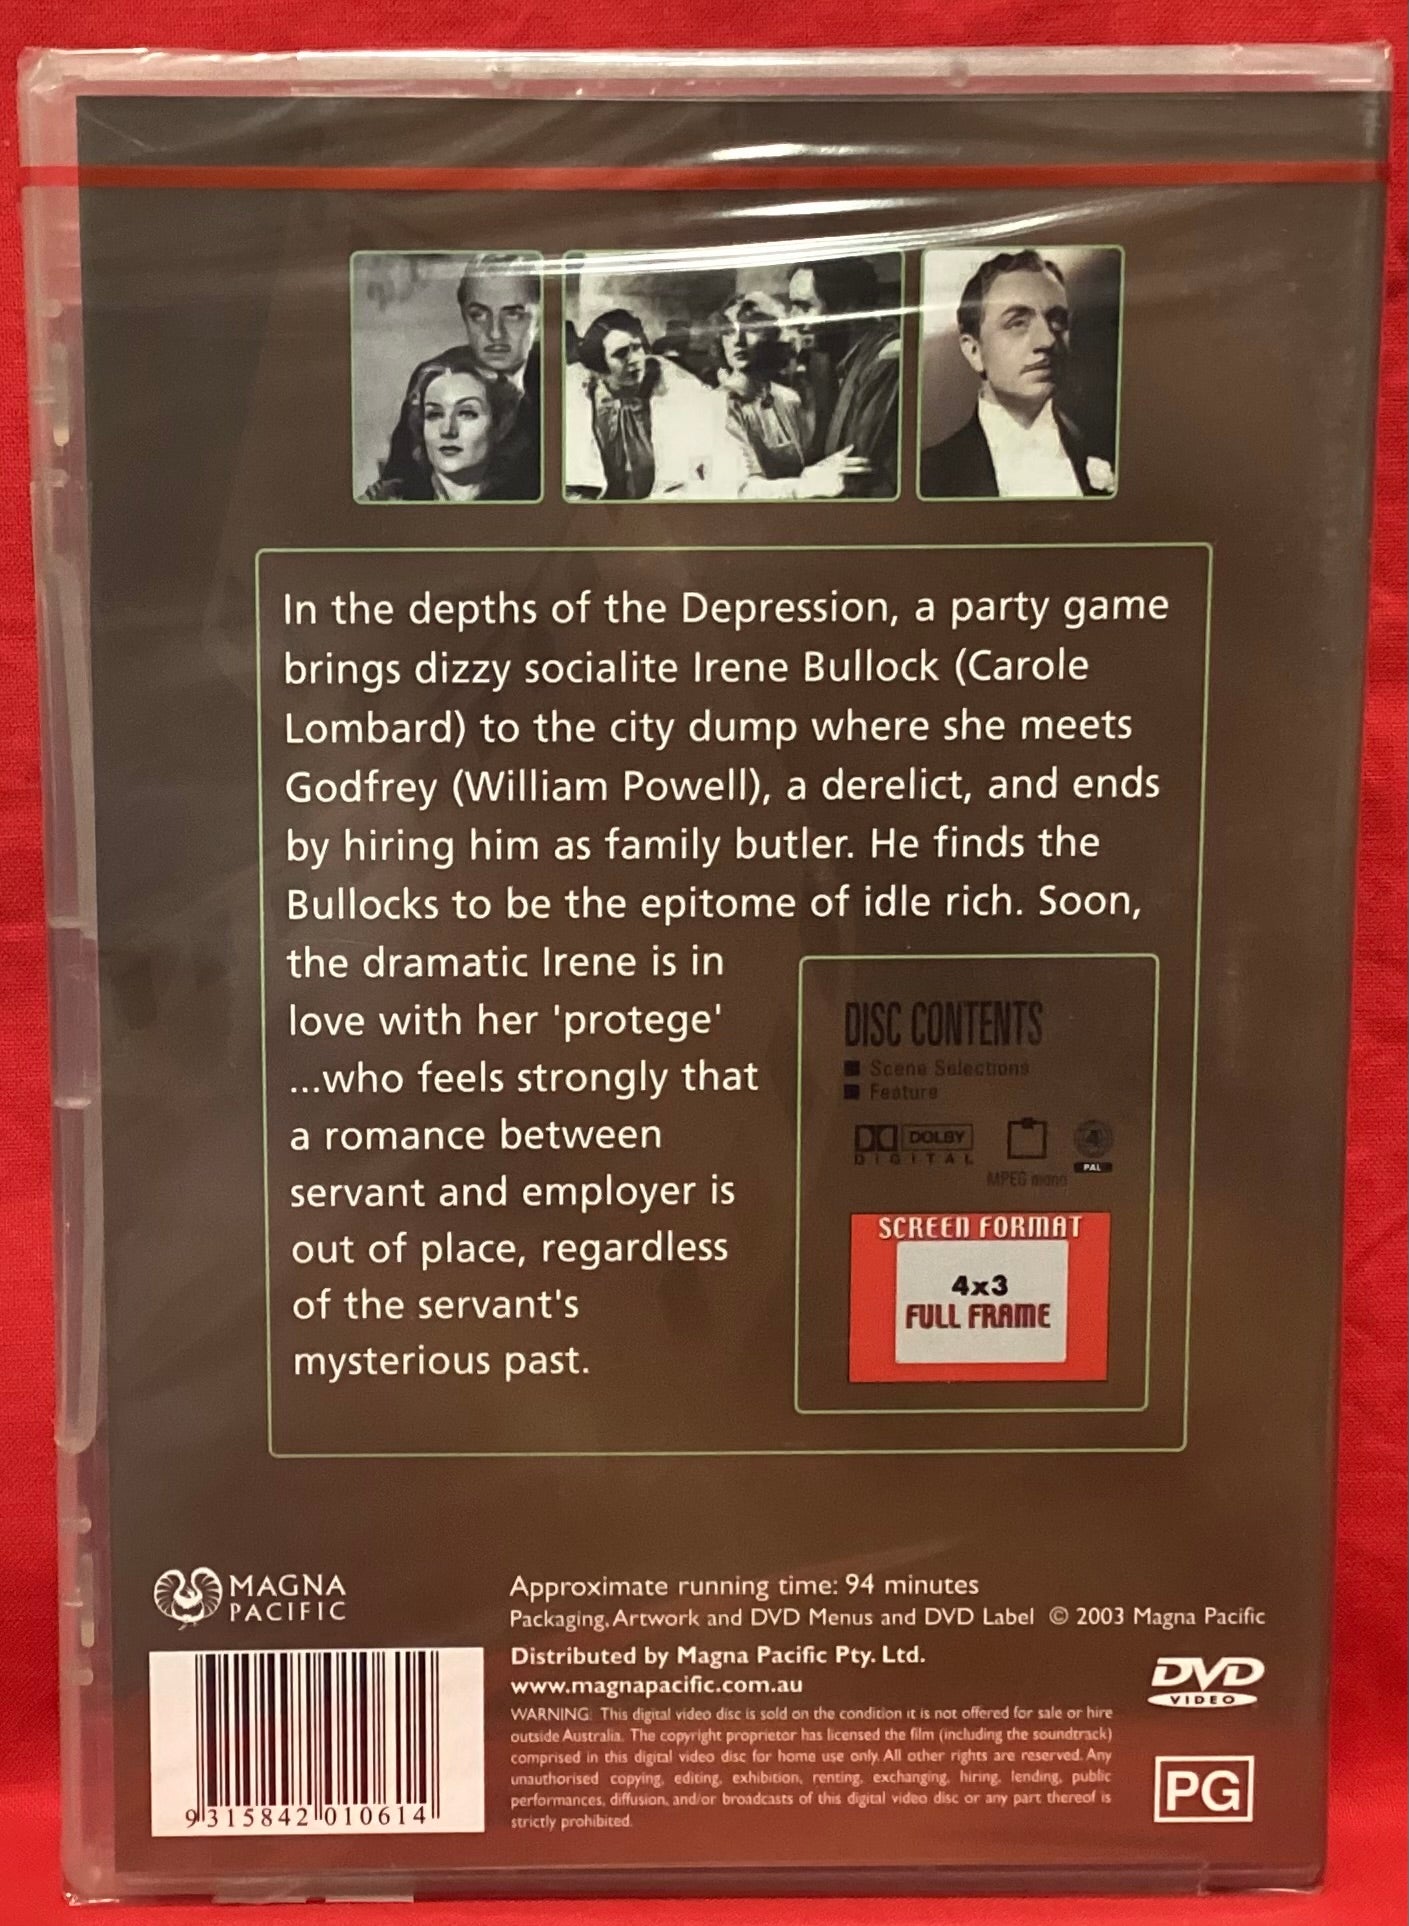 In the depths of the Depression, a party game
brings dizzy socialite Irene Bullock (Carole
Lombard) to the city dump where she meets
Godfrey (William Powell), a derelict, and ends
by hiring him as family butler. He finds the
Bullocks to be the epitome of idle rich. Soon,
the dramatic Irene is in
love with her 'protege'
...who feels strongly that
a romance between
servant and employer is
out of place, regardless
of the servant's
mysterious past.
DISC CONTENTS
Scene Selections
Feature
DOLBY
DIGITAL
MPEG mono
4
PAL
SCREEN FORMAT
4x3
FULL FRAME
MAGNA
PACIFIC
9 315842 010614
Approximate running time: 94 minutes
Packaging, Artwork and DVD Menus and DVD Label © 2003 Magna Pacific
Distributed by Magna Pacific Pty. Ltd.
www.magnapacific.com.au
WARNING: This digital video disc is sold on the condition it is not offered for sale or hire
outside Australia. The copyright proprietor has licensed the film (including the soundtrack)
comprised in this digital video disc for home use only. All other rights are reserved. Any
unauthorised copying, editing, exhibition, renting, exchanging, hiring, lending, public
performances, diffusion, and/or broadcasts of this digital video disc or any part thereof is
strictly prohibited.
DVD
VIDEO
PG